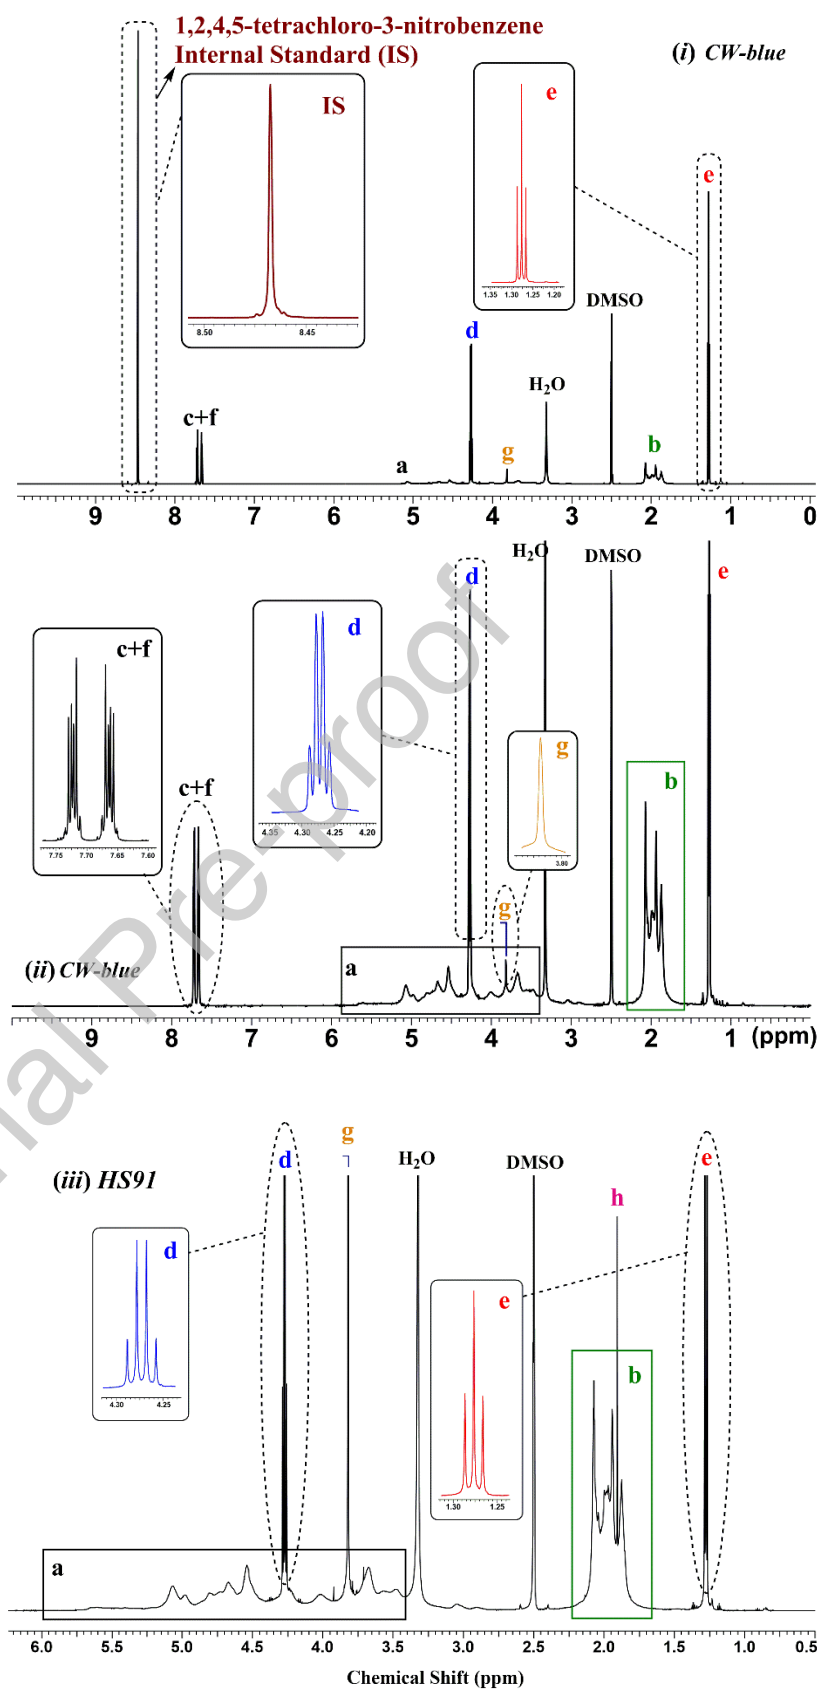 1,2,4,5-tetrachloro-3-nitrobenzene
Internal Standard (IS)
(i) CW-blue
IS
8.50 8.45
e
1.35 1.30 1.25 1.20
e
DMSO
d
H2O
c+f
a
g
b
9 8 7 6 5 4 3 2 1 0
H2O
DMSO
d
e
c+f
7.75 7.70 7.65 7.60
d
4.35 4.30 4.25 4.20
g
3.80
b
c+f
g
a
(ii) CW-blue
9 8 7 6 5 4 3 2 1 (ppm)
nal Pre-proof
(iii) HS91
d
g
H2O
DMSO
e
h
d
4.30 4.25
e
1.30 1.25
b
a
6.0 5.5 5.0 4.5 4.0 3.5 3.0 2.5 2.0 1.5 1.0 0.5
Chemical Shift (ppm)